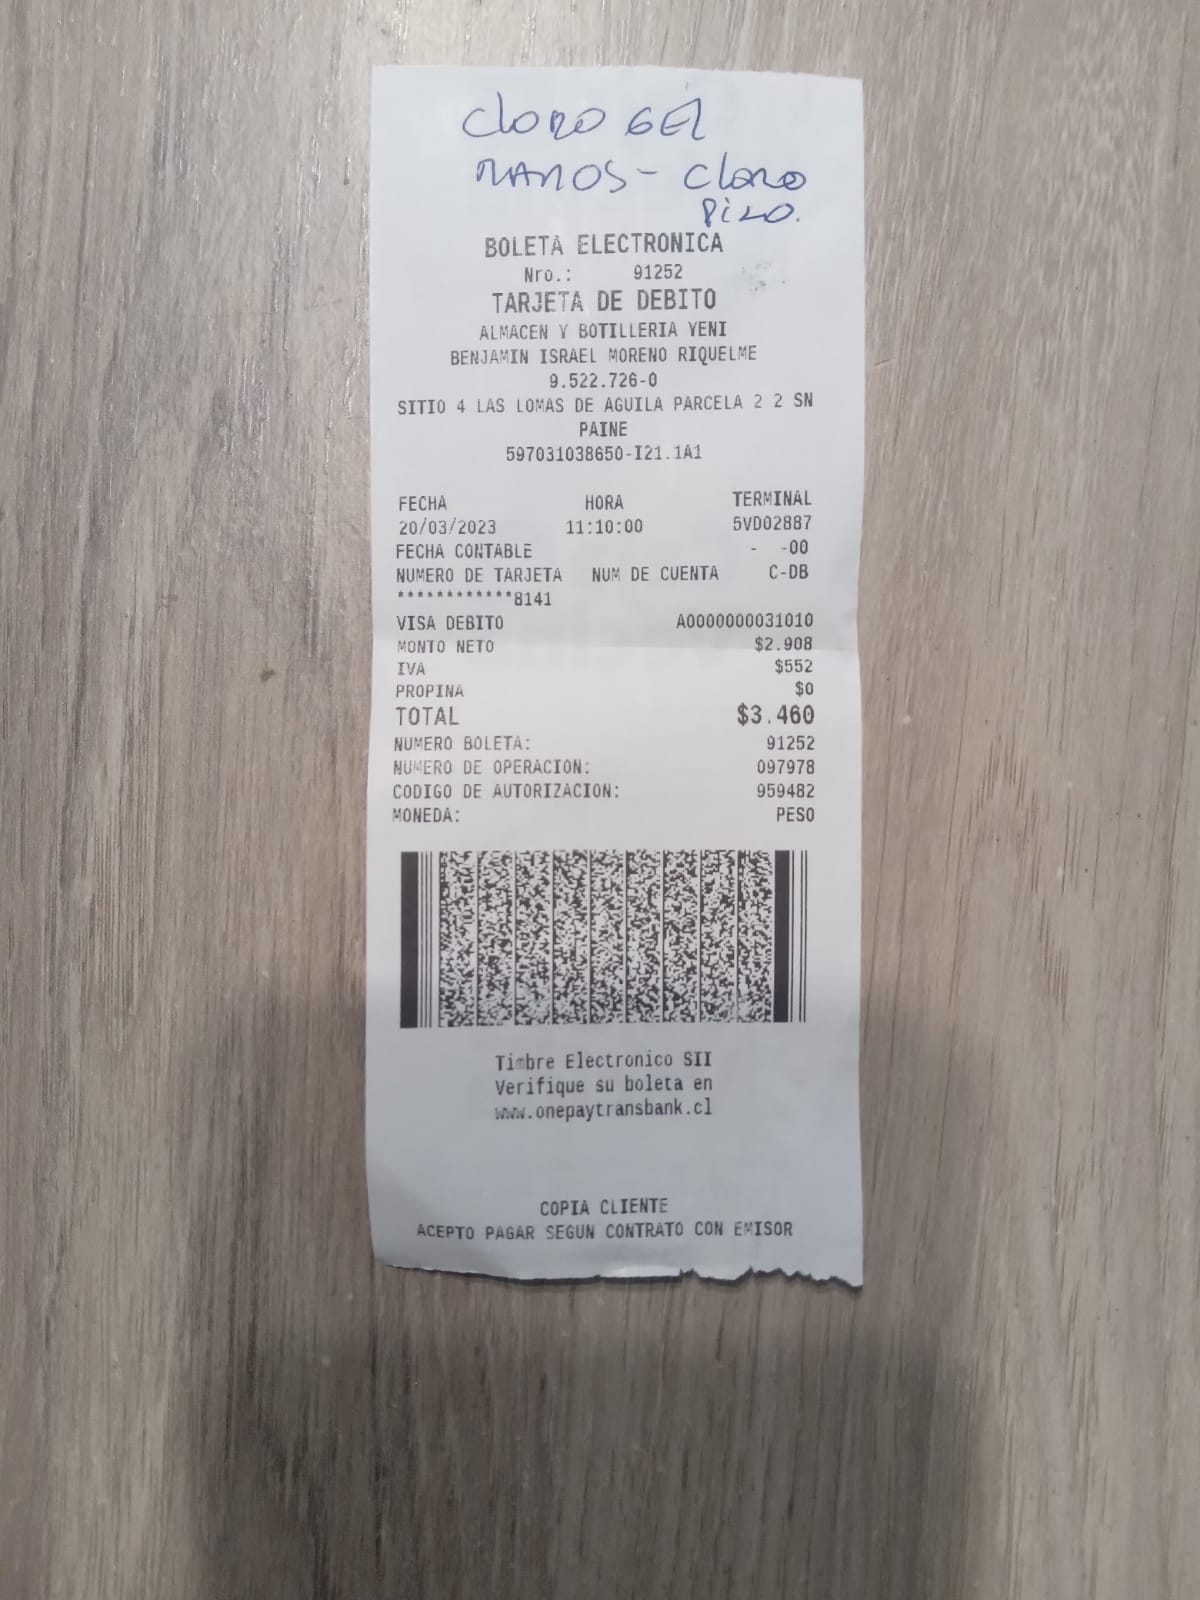 Cloro GEL
MANOS - Cloro
Piso.
BOLETA ELECTRONICA
Nro.: 91252
TARJETA DE DEBITO
ALMACEN Y BOTILLERIA YENI
BENJAMIN ISRAEL MORENO RIQUELME
9.522.726-0
SITIO 4 LAS LOMAS DE AGUILA PARCELA 2 2 SN
PAINE
597031038650-I21.1A1
FECHA HORA TERMINAL
20/03/2023 11:10:00 5VD02887
FECHA CONTABLE - -00
NUMERO DE TARJETA NUM DE CUENTA C-DB
************8141
VISA DEBITO A0000000031010
MONTO NETO $2.908
IVA $552
PROPINA $0
TOTAL $3.460
NUMERO BOLETA: 91252
NUMERO DE OPERACION: 097978
CODIGO DE AUTORIZACION: 959482
MONEDA: PESO
Timbre Electronico SII
Verifique su boleta en
www.onepaytransbank.cl
COPIA CLIENTE
ACEPTO PAGAR SEGUN CONTRATO CON EMISOR